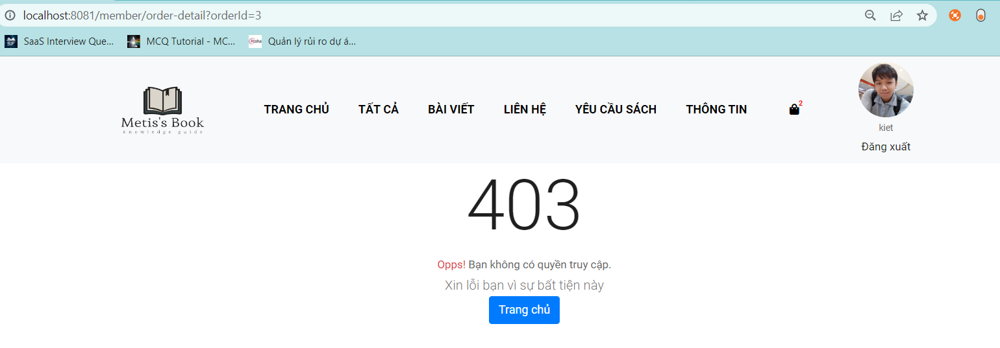 localhost:8081/member/order-detail?orderId=3
SaaS Interview Que... MCQ Tutorial - MC... Quản lý rủi ro dự á...
Metis's Book
knowledge guide
TRANG CHỦ TẤT CẢ BÀI VIẾT LIÊN HỆ YÊU CẦU SÁCH THÔNG TIN 2
kiet
Đăng xuất
403
Opps! Bạn không có quyền truy cập.
Xin lỗi bạn vì sự bất tiện này
Trang chủ